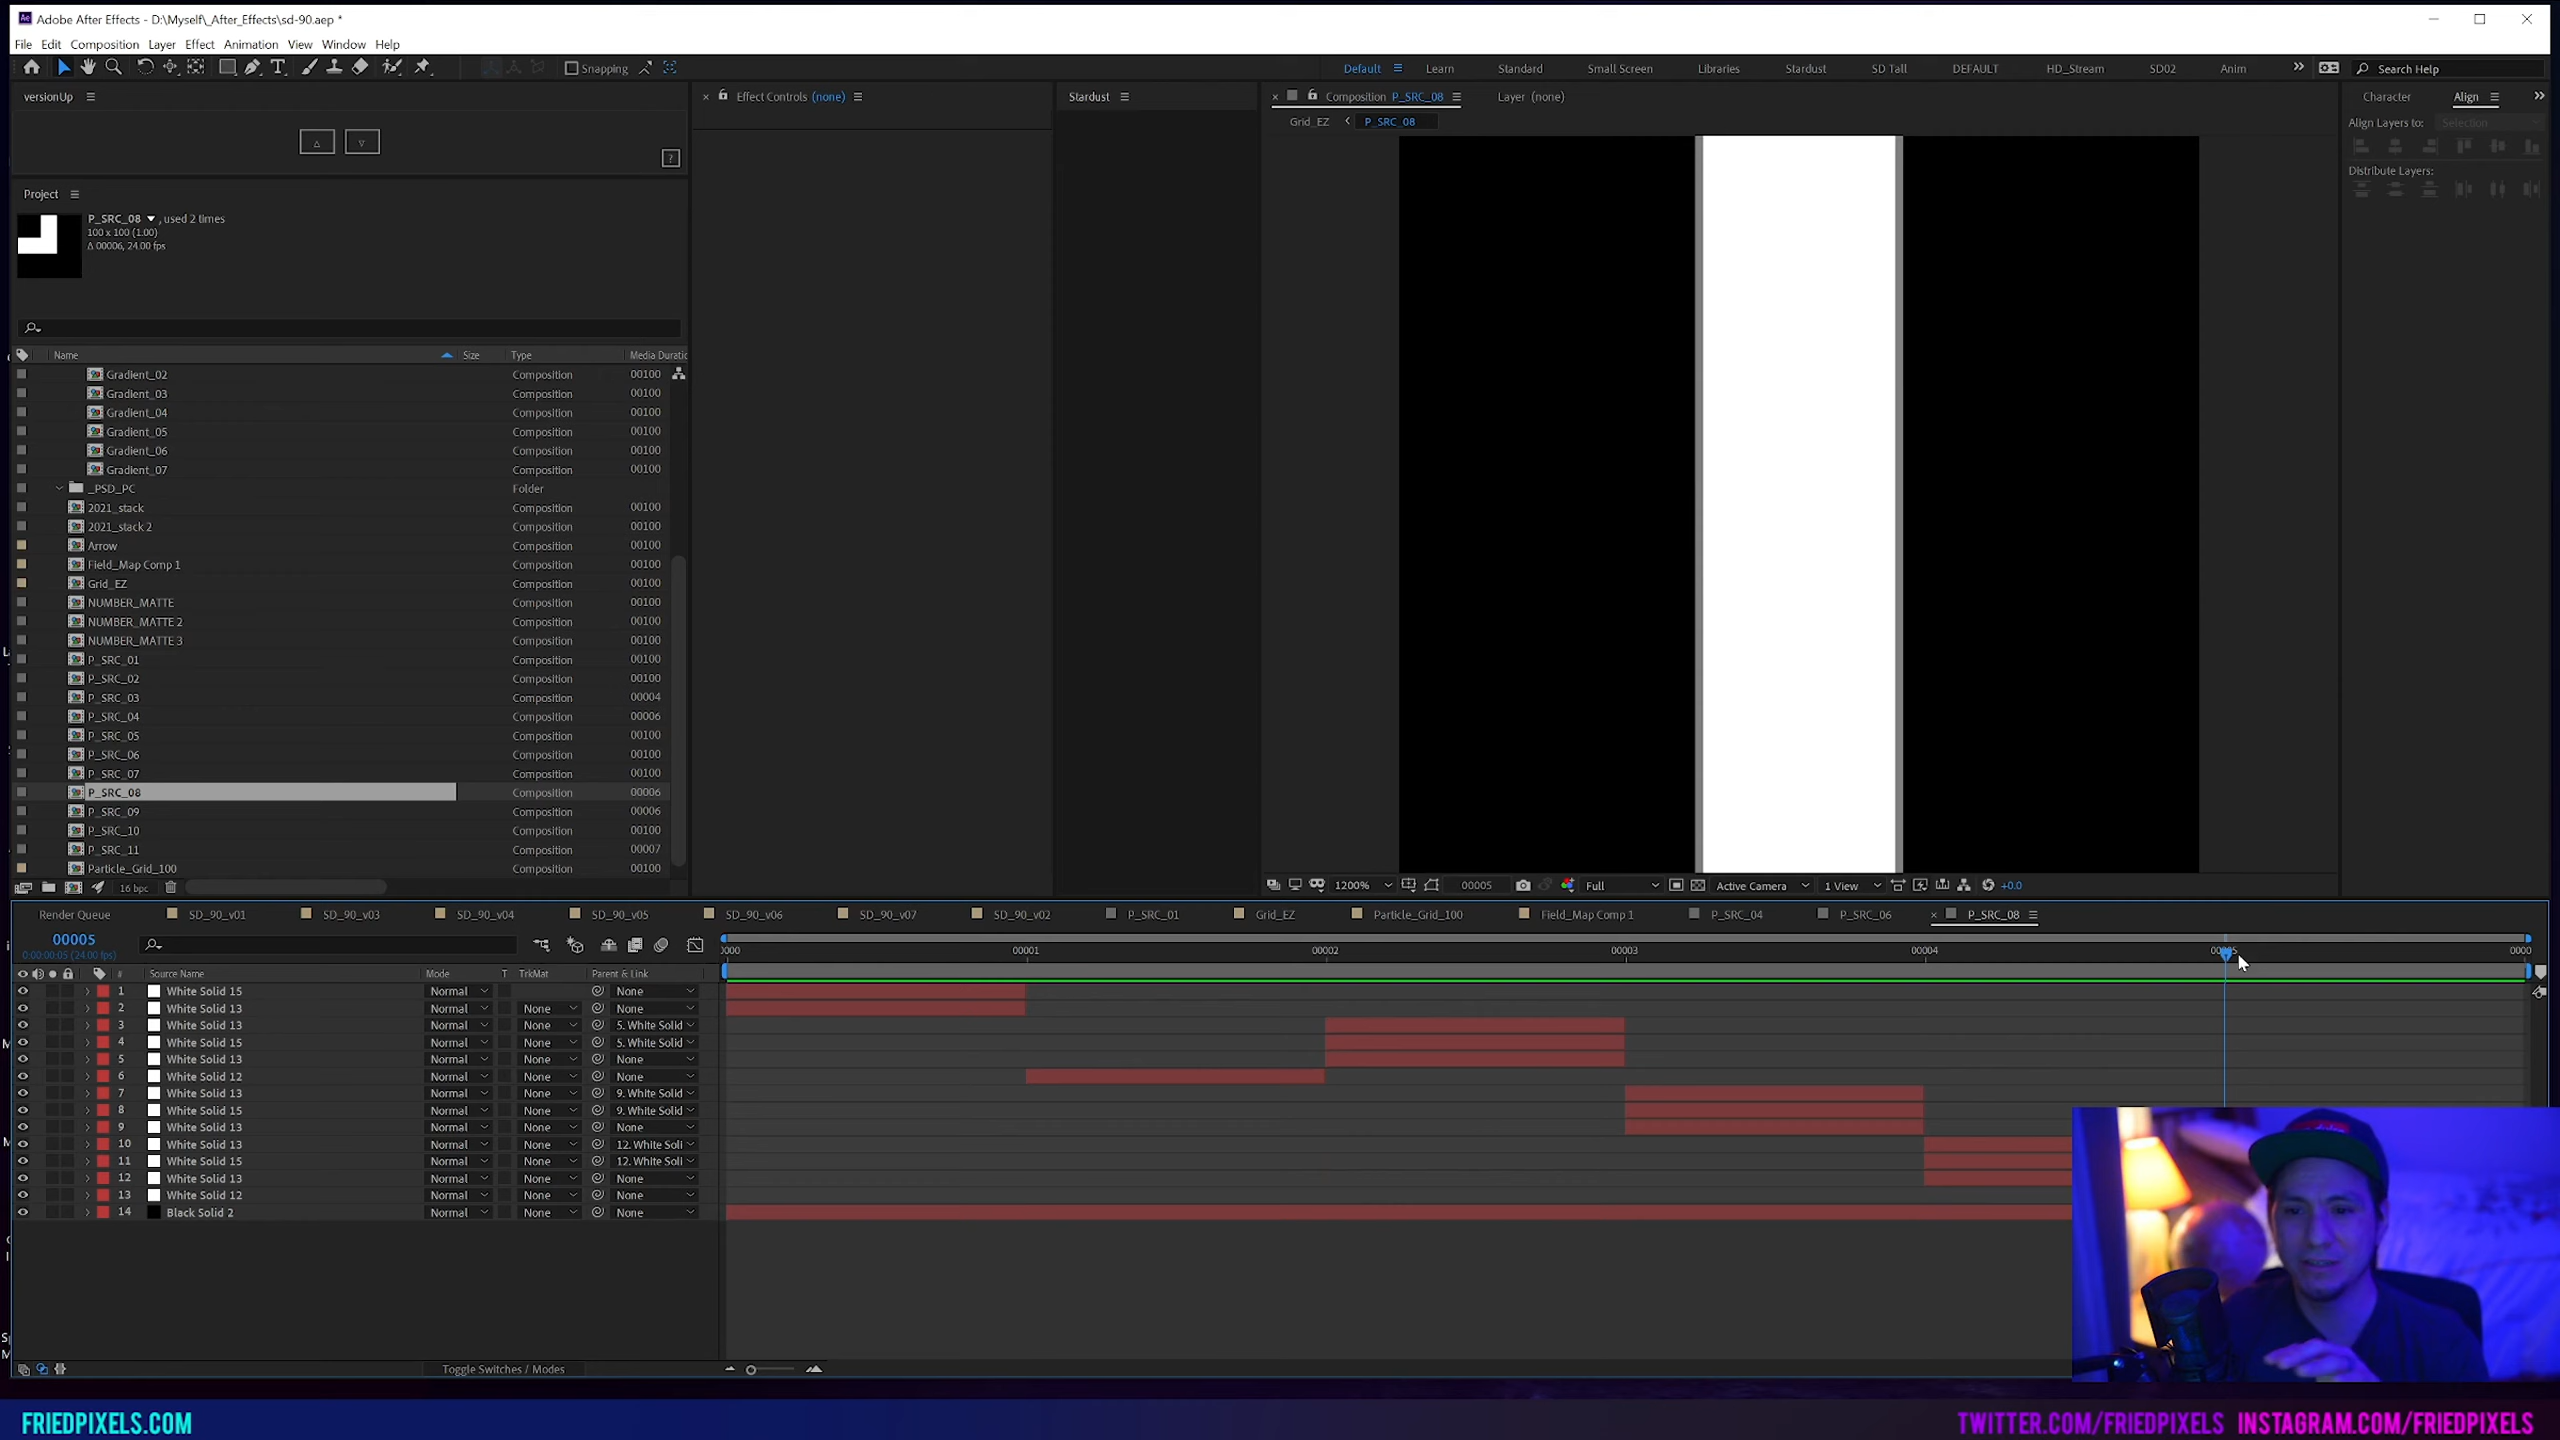 Adobe After Effects - D:\Myself\_After_Effects\sd-90.aep *
File Edit Composition Layer Effect Animation View Window Help
Snapping
Default Learn Standard Small Screen Libraries Stardust SD Tall DEFAULT HD_Stream SD02 Anim Search Help
versionUp
Effect Controls (none)
Stardust
Composition P_SRC_08
Layer (none)
Character
Align
Grid_EZ P_SRC_08
Align Layers to: Selection
Distribute Layers:
Project
P_SRC_08 , used 2 times
100 x 100 (1.00)
Δ 00006, 24.00 fps
Name Size Type Media Duratic
Gradient_02 Composition 00100
Gradient_03 Composition 00100
Gradient_04 Composition 00100
Gradient_05 Composition 00100
Gradient_06 Composition 00100
Gradient_07 Composition 00100
_PSD_PC Folder
2021_stack Composition 00100
2021_stack 2 Composition 00100
Arrow Composition 00100
Field_Map Comp 1 Composition 00100
Grid_EZ Composition 00100
NUMBER_MATTE Composition 00100
NUMBER_MATTE 2 Composition 00100
NUMBER_MATTE 3 Composition 00100
P_SRC_01 Composition 00100
P_SRC_02 Composition 00100
P_SRC_03 Composition 00004
P_SRC_04 Composition 00006
P_SRC_05 Composition 00100
P_SRC_06 Composition 00100
P_SRC_07 Composition 00100
P_SRC_08 Composition 00006
P_SRC_09 Composition 00006
P_SRC_10 Composition 00100
P_SRC_11 Composition 00007
Particle_Grid_100 Composition 00100
16 bpc
1200% 00005 Full Active Camera 1 View +0.0
Render Queue SD_90_v01 SD_90_v03 SD_90_v04 SD_90_v05 SD_90_v06 SD_90_v07 SD_90_v02 P_SRC_01 Grid_EZ Particle_Grid_100 Field_Map Comp 1 P_SRC_04 P_SRC_06 P_SRC_08
00005
0:00:00:05 (24.00 fps)
0000 00001 00002 00003 00004 00005 0000
# Source Name Mode T TrkMat Parent & Link
1 White Solid 15 Normal None
2 White Solid 13 Normal None None
3 White Solid 13 Normal None 5. White Solid
4 White Solid 15 Normal None 5. White Solid
5 White Solid 13 Normal None None
6 White Solid 12 Normal None None
7 White Solid 13 Normal None 9. White Solid
8 White Solid 15 Normal None 9. White Solid
9 White Solid 13 Normal None None
10 White Solid 13 Normal None 12. White Soli
11 White Solid 15 Normal None 12. White Soli
12 White Solid 13 Normal None None
13 White Solid 12 Normal None None
14 Black Solid 2 Normal None None
Toggle Switches / Modes
FRIEDPIXELS.COM
TWITTER.COM/FRIEDPIXELS INSTAGRAM.COM/FRIEDPIXELS